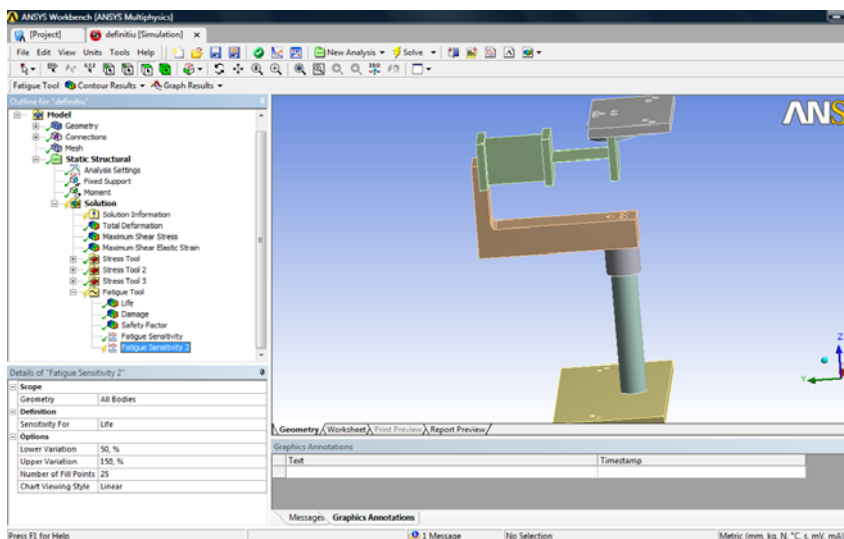 ANSYS Workbench [ANSYS Multiphysics]
[Project] definitiu [Simulation] x
File Edit View Units Tools Help New Analysis Solve
Fatigue Tool Contour Results Graph Results
Outline for "definitiu"
Model
Geometry
Connections
Mesh
Static Structural
Analysis Settings
Fixed Support
Moment
Solution
Solution Information
Total Deformation
Maximum Shear Stress
Maximum Shear Elastic Strain
Stress Tool
Stress Tool 2
Stress Tool 3
Fatigue Tool
Life
Damage
Safety Factor
Fatigue Sensitivity
Fatigue Sensitivity 2
Details of "Fatigue Sensitivity 2"
Scope
Geometry All Bodies
Definition
Sensitivity For Life
Options
Lower Variation 50, %
Upper Variation 150, %
Number of Fill Points 25
Chart Viewing Style Linear
ANS
Z
Y
Geometry Worksheet Print Preview Report Preview
Graphics Annotations
Text Timestamp
Messages Graphics Annotations
Press F1 for Help 1 Message No Selection Metric (mm, kg, N, °C, s, mV, mA)